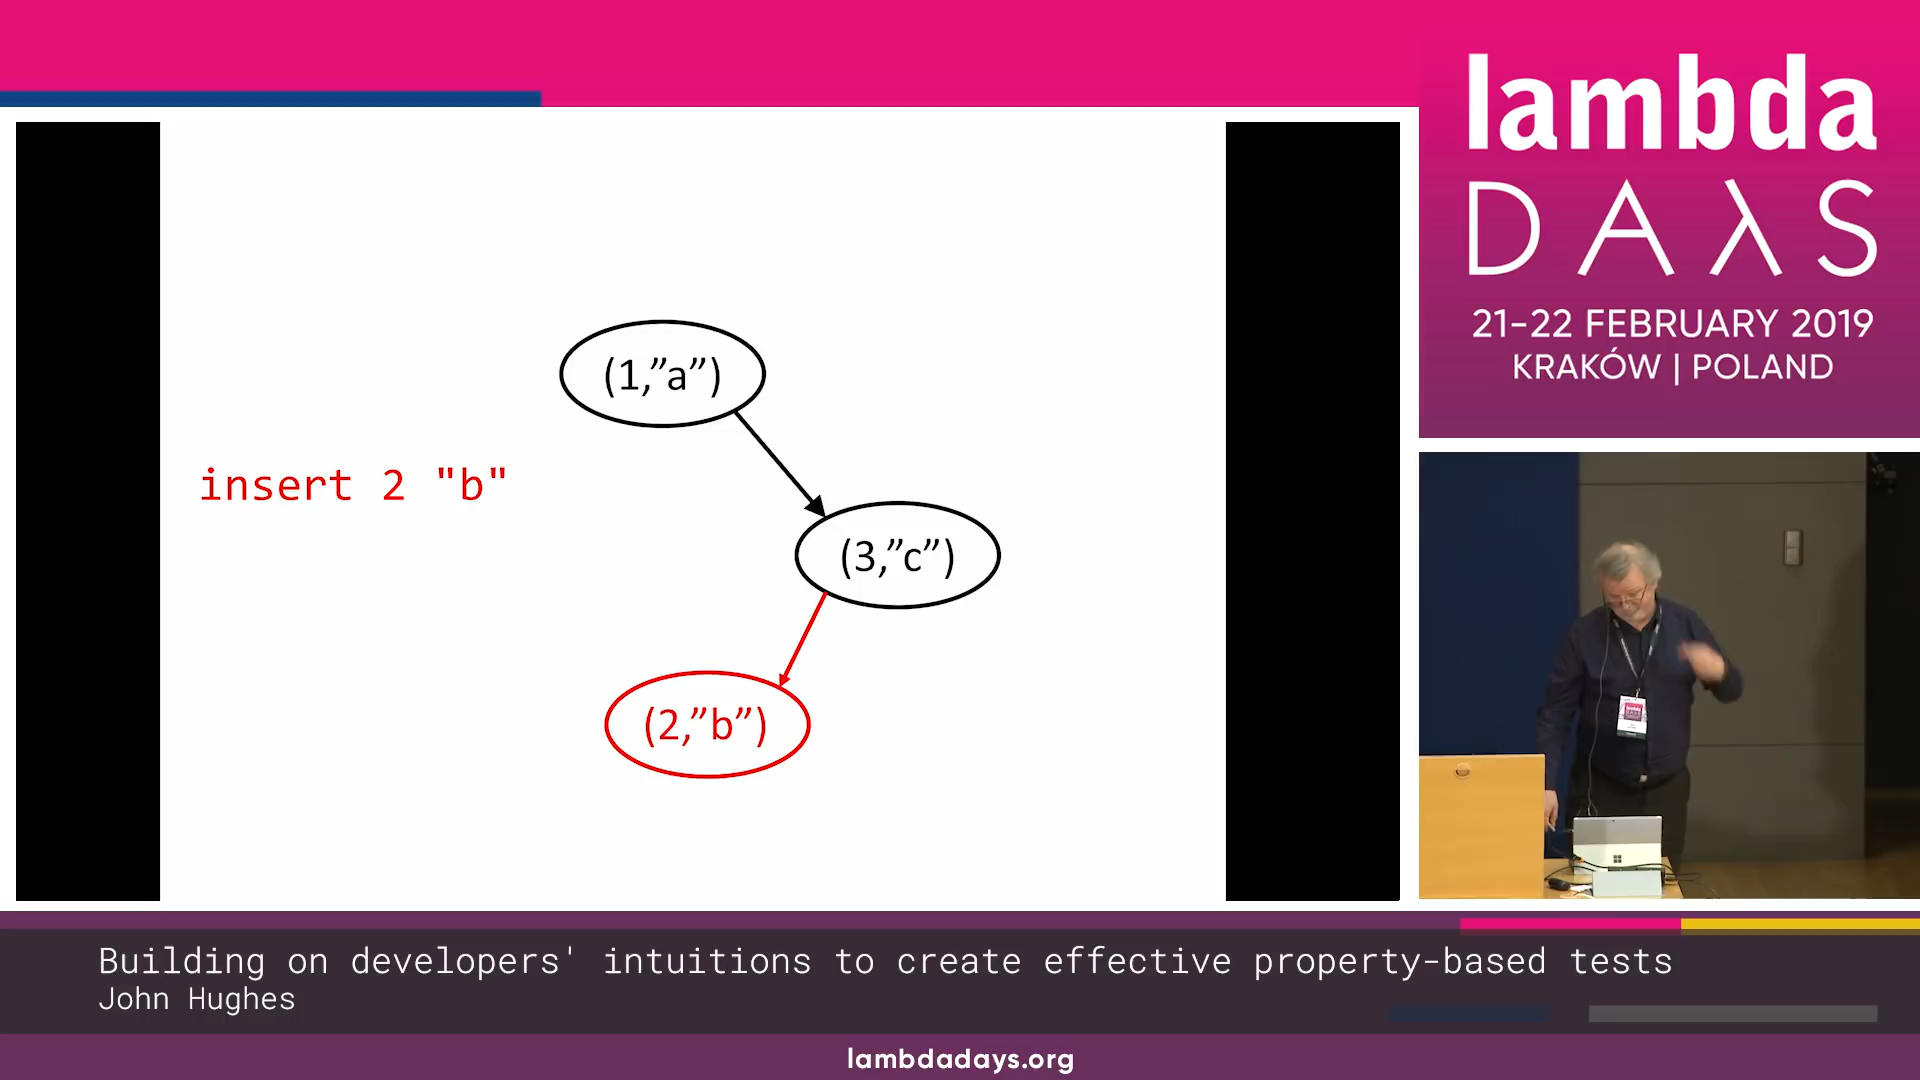 lambda
DAλS
21-22 FEBRUARY 2019
KRAKÓW | POLAND
(1,”a”)
insert 2 "b"
(3,”c”)
(2,”b”)
lambda
Building on developers' intuitions to create effective property-based tests
John Hughes
lambdadays.org